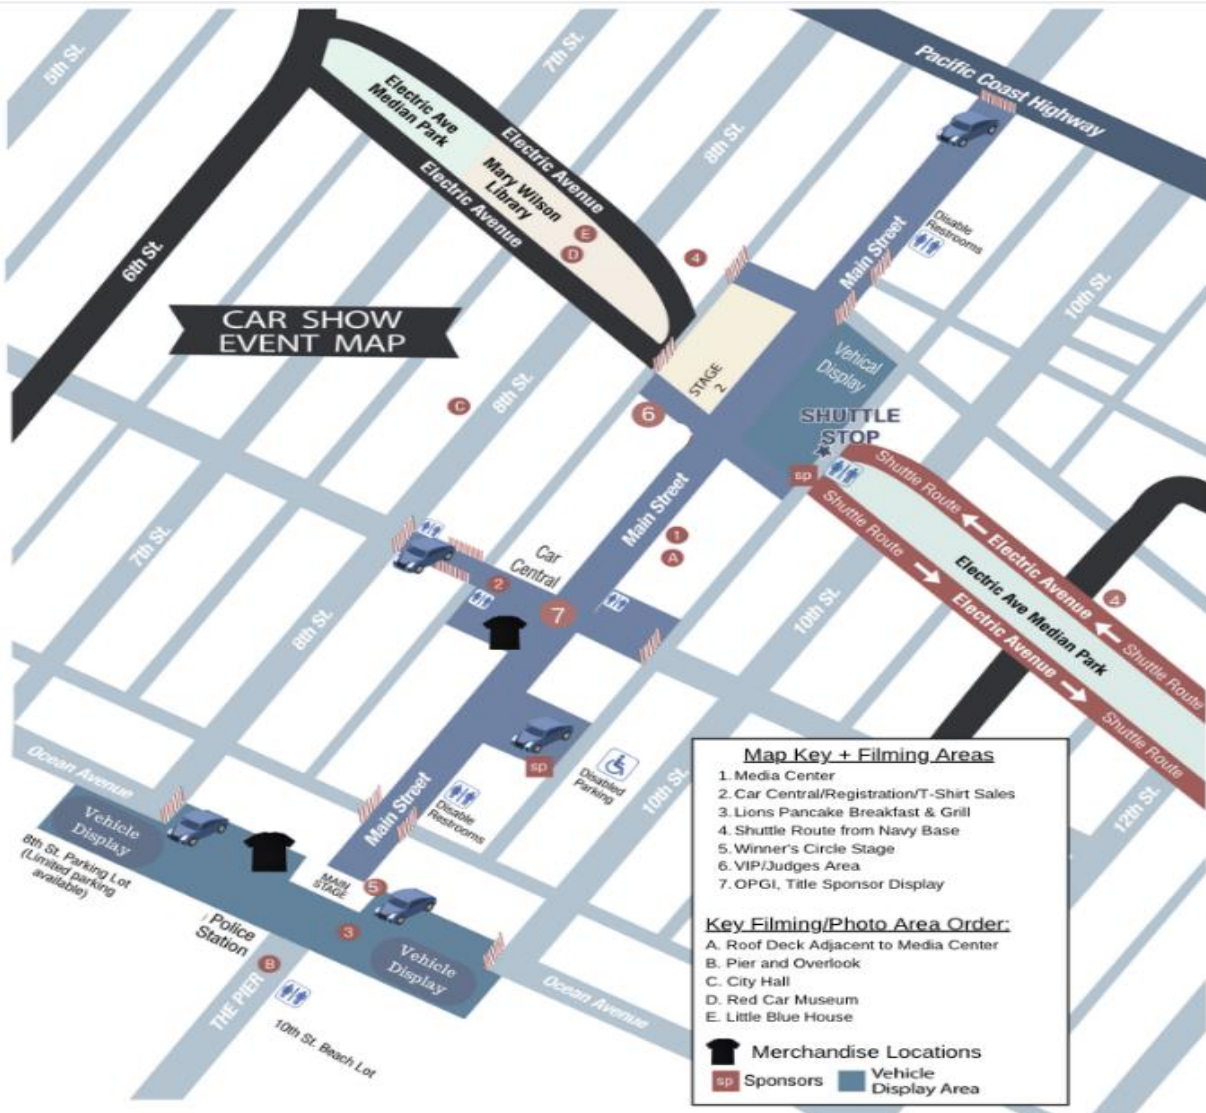 5th St.
7th St.
Pacific Coast Highway
Electric Ave
Median Park
Electric Avenue
8th St.
Mary Wilson
Library
Electric Avenue
E
D
6th St.
4
Main Street
Disable
Restrooms
10th St.
CAR SHOW
EVENT MAP
Vehical
Display
STAGE
2
C
8th St.
6
SHUTTLE
STOP
sp
Shuttle Route
Shuttle Route
Main Street
1
A
Car
Central
2
7
7th St.
8th St.
10th St.
Electric Avenue
Electric Ave Median Park
Electric Avenue
4
Shuttle Route
Shuttle Route
sp
Disabled
Parking
10th St.
12th St.
Ocean Avenue
Vehicle
Display
8th St. Parking Lot
(Limited parking
available)
Main Street
Disable
Restrooms
MAIN
STAGE
5
3
Police
Station
Vehicle
Display
B
THE PIER
Ocean Avenue
10th St. Beach Lot
Map Key + Filming Areas
1. Media Center
2. Car Central/Registration/T-Shirt Sales
3. Lions Pancake Breakfast & Grill
4. Shuttle Route from Navy Base
5. Winner's Circle Stage
6. VIP/Judges Area
7. OPGI, Title Sponsor Display
Key Filming/Photo Area Order:
A. Roof Deck Adjacent to Media Center
B. Pier and Overlook
C. City Hall
D. Red Car Museum
E. Little Blue House
Merchandise Locations
sp Sponsors
Vehicle
Display Area